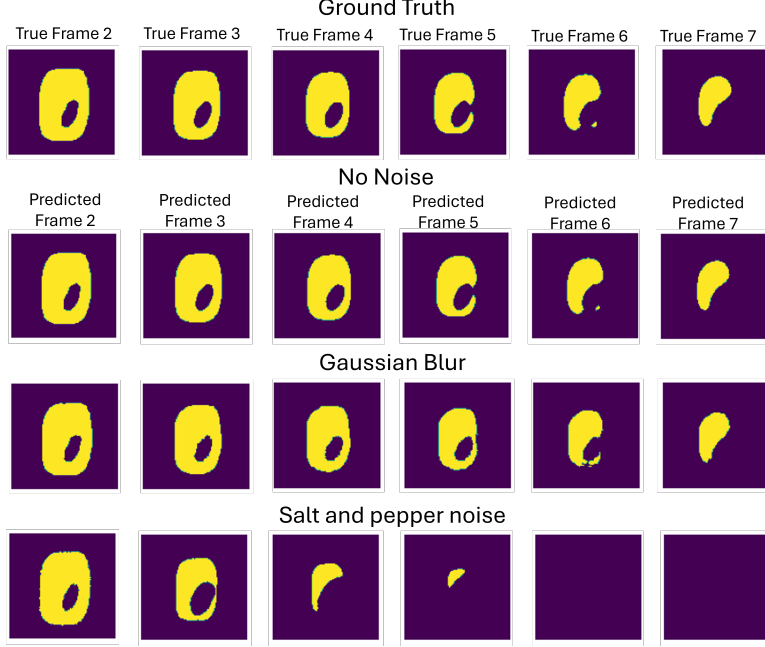 Ground Truth
True Frame 2 True Frame 3 True Frame 4 True Frame 5 True Frame 6 True Frame 7
No Noise
Predicted Predicted Predicted Predicted Predicted Predicted
Frame 2 Frame 3 Frame 4 Frame 5 Frame 6 Frame 7
Gaussian Blur
Salt and pepper noise